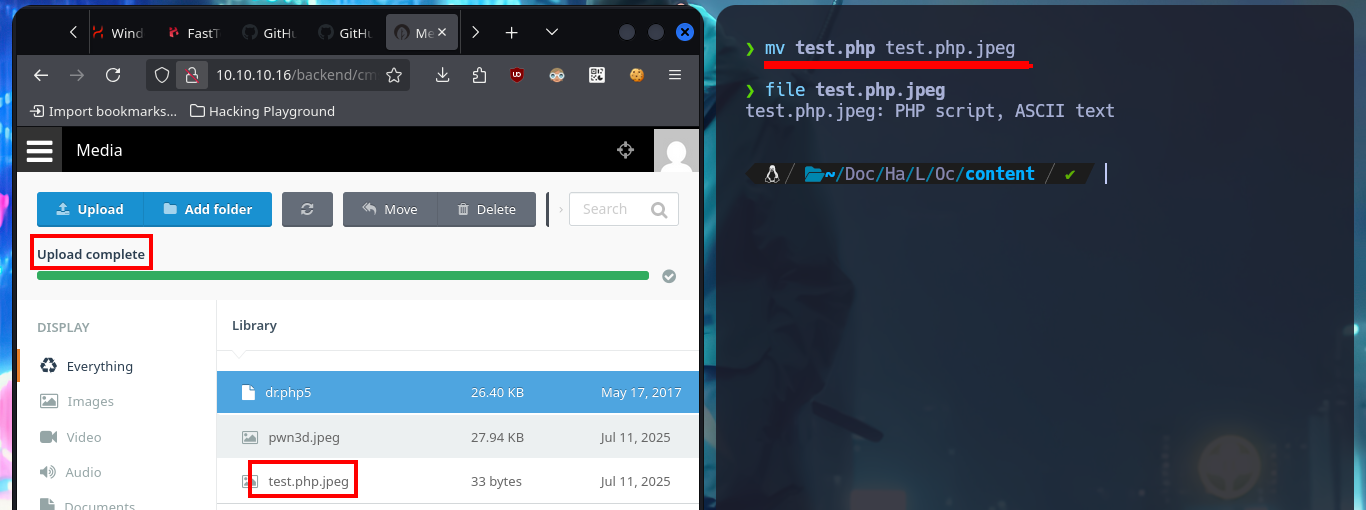 Wind
FastT
GitHu
GitHu
Me
10.10.10.16/backend/cm
Import bookmarks...
Hacking Playground
Media
Upload
Add folder
Move
Delete
Search
Upload complete
DISPLAY
Everything
Images
Video
Audio
Documents
Library
dr.php5 26.40 KB May 17, 2017
pwn3d.jpeg 27.94 KB Jul 11, 2025
test.php.jpeg 33 bytes Jul 11, 2025
❯ mv test.php test.php.jpeg
❯ file test.php.jpeg
test.php.jpeg: PHP script, ASCII text
~/Doc/Ha/L/Oc/content